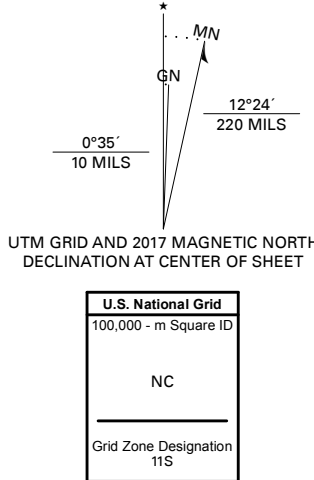 ★
MN
GN
0°35´
10 MILS
12°24´
220 MILS
UTM GRID AND 2017 MAGNETIC NORTH
DECLINATION AT CENTER OF SHEET
U.S. National Grid
100,000 - m Square ID
NC
Grid Zone Designation
11S